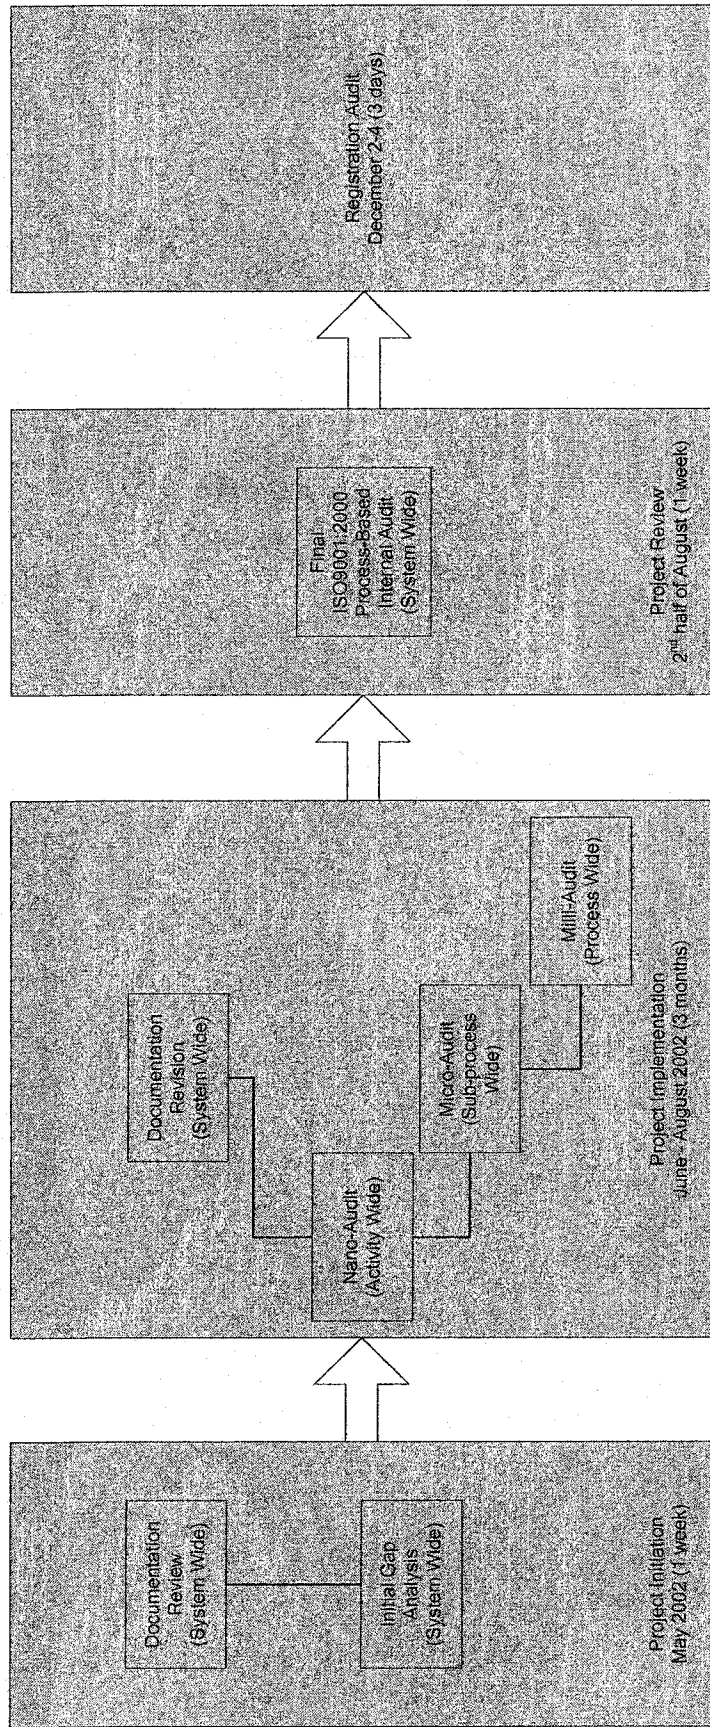 Documentation
Review
(System Wide)
Initial Gap
Analysis
(System Wide)
Project Initiation
May 2002 (1 week)
Documentation
Revision
(System Wide)
Nano-Audit
(Activity Wide)
Micro-Audit
(Sub-process
Wide)
Milli-Audit
(Process Wide)
Project Implementation
June - August 2002 (3 months)
Final
ISO9001:2000
Process-Based
Internal Audit
(System Wide)
Project Review
2nd half of August (1 week)
Registration Audit
December 2-4 (3 days)